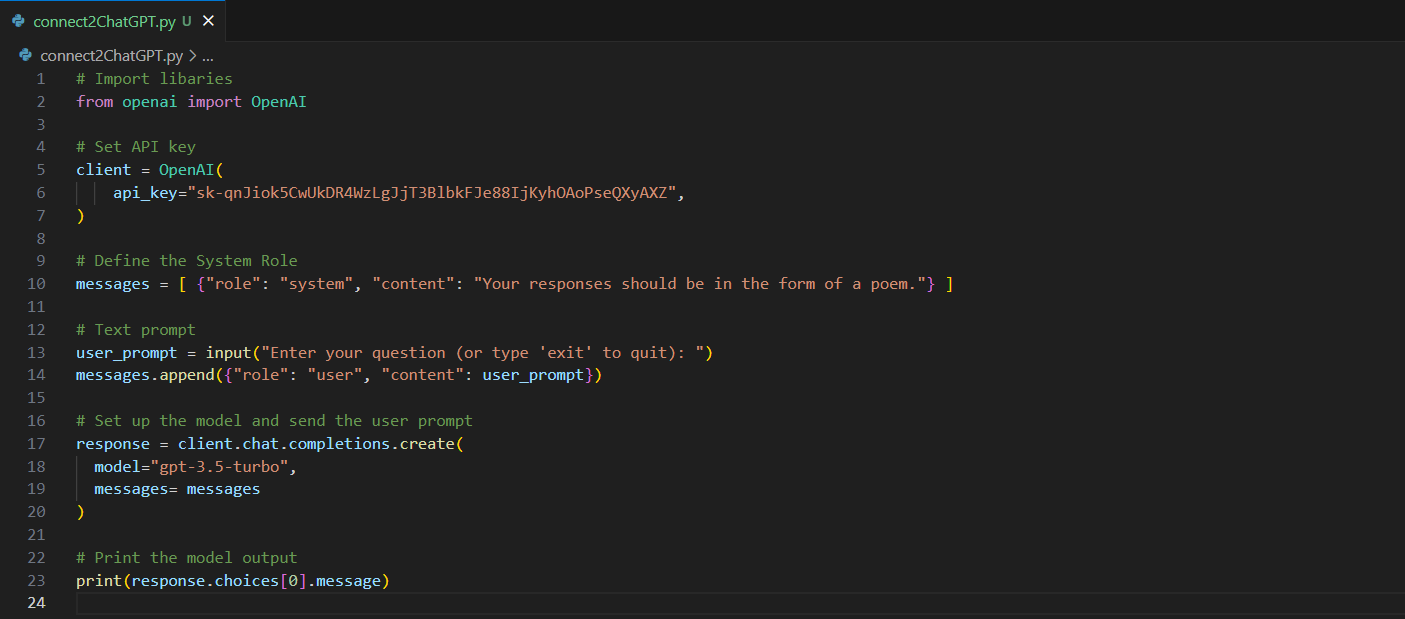 connect2ChatGPT.py U ×
connect2ChatGPT.py > ...
1 # Import libaries
2 from openai import OpenAI
3
4 # Set API key
5 client = OpenAI(
6     api_key="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",
7 )
8
9 # Define the System Role
10 messages = [ {"role": "system", "content": "Your responses should be in the form of a poem."} ]
11
12 # Text prompt
13 user_prompt = input("Enter your question (or type 'exit' to quit): ")
14 messages.append({"role": "user", "content": user_prompt})
15
16 # Set up the model and send the user prompt
17 response = client.chat.completions.create(
18   model="gpt-3.5-turbo",
19   messages= messages
20 )
21
22 # Print the model output
23 print(response.choices[0].message)
24